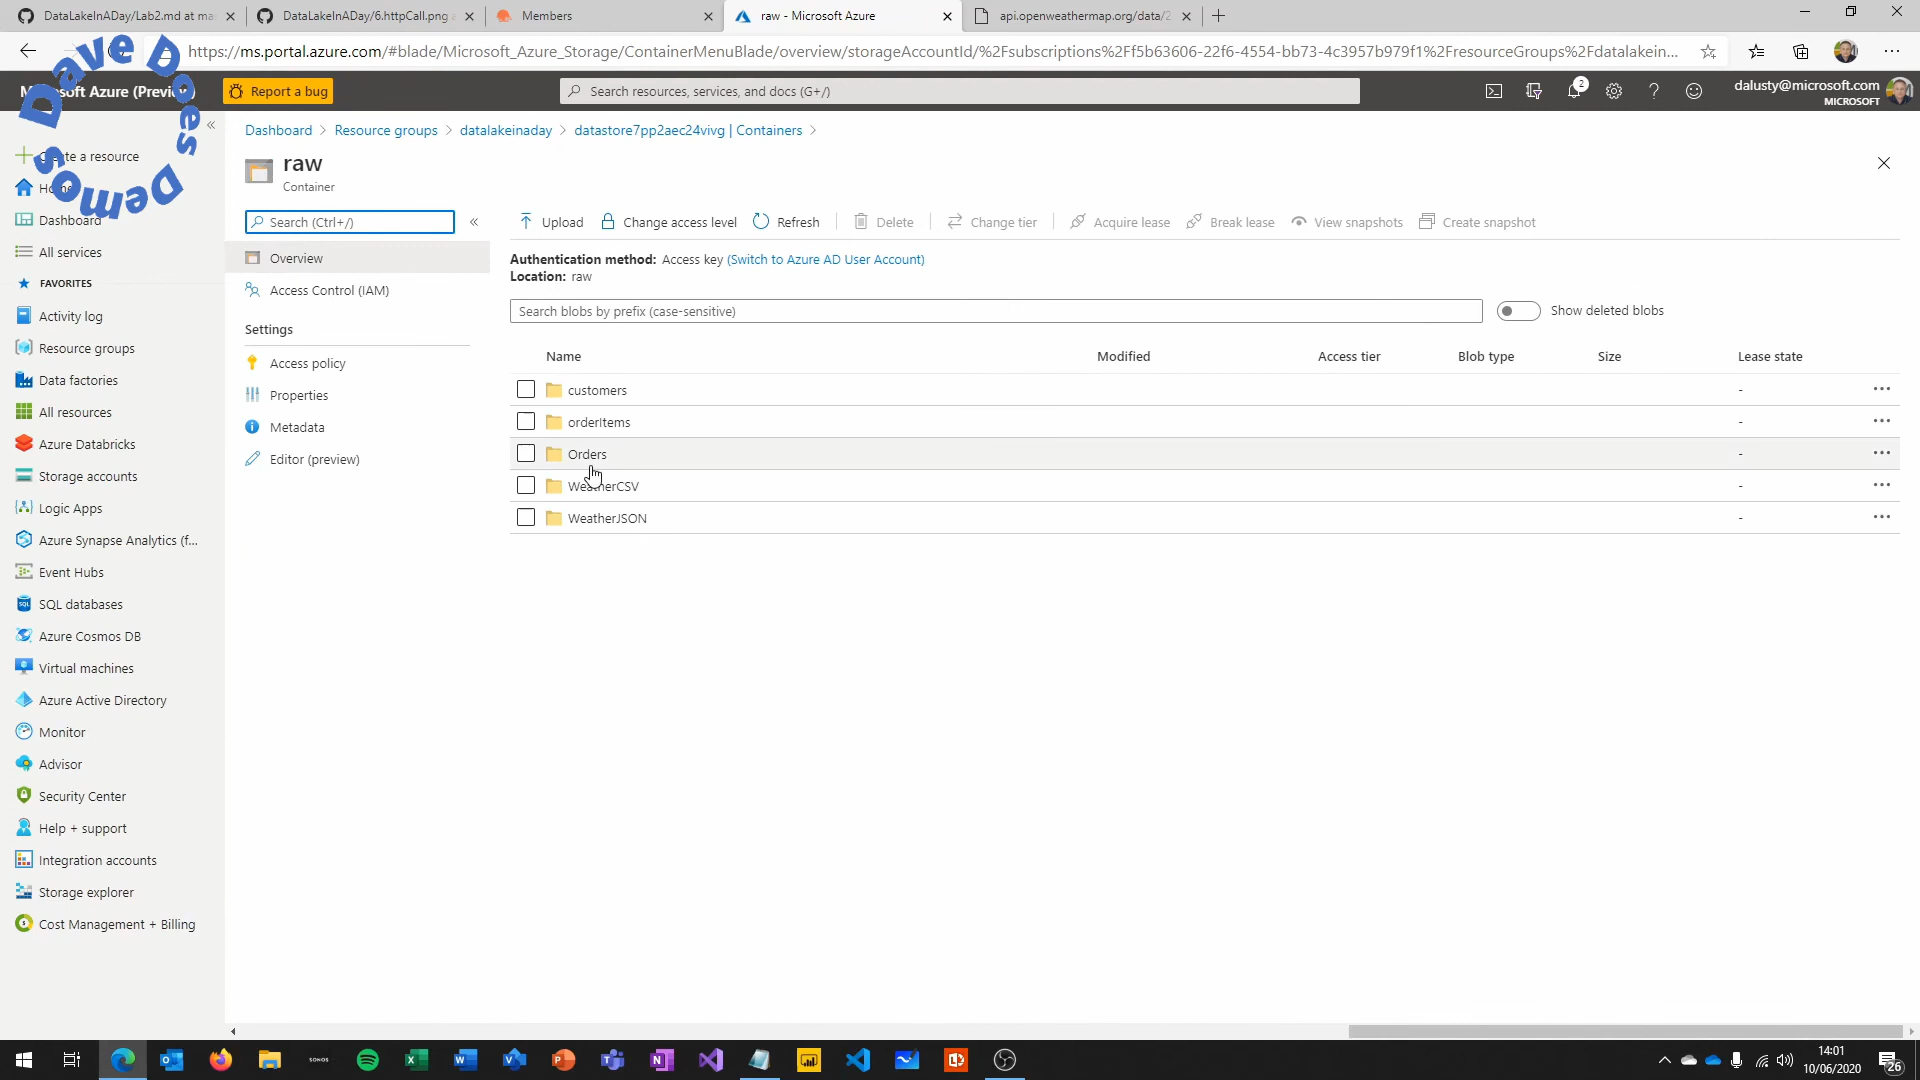 DataLakeInADay/Lab2.md at ma
DataLakeInADay/6.httpCall.png a
Members
raw - Microsoft Azure
api.openweathermap.org/data/2
https://ms.portal.azure.com/#blade/Microsoft_Azure_Storage/ContainerMenuBlade/overview/storageAccountId/%2Fsubscriptions%2Ff5b63606-22f6-4554-bb73-4c3957b979f1%2FresourceGroups%2Fdatalakein...
Dave Does Demos
Microsoft Azure (Preview)
Report a bug
Search resources, services, and docs (G+/)
2
dalusty@microsoft.com
MICROSOFT
Dashboard > Resource groups > datalakeinaday > datastore7pp2aec24vivg | Containers >
raw
Container
Create a resource
Home
Dashboard
All services
FAVORITES
Activity log
Resource groups
Data factories
All resources
Azure Databricks
Storage accounts
Logic Apps
Azure Synapse Analytics (f...
Event Hubs
SQL databases
Azure Cosmos DB
Virtual machines
Azure Active Directory
Monitor
Advisor
Security Center
Help + support
Integration accounts
Storage explorer
Cost Management + Billing
Search (Ctrl+/)
Overview
Access Control (IAM)
Settings
Access policy
Properties
Metadata
Editor (preview)
Upload Change access level Refresh Delete Change tier Acquire lease Break lease View snapshots Create snapshot
Authentication method: Access key (Switch to Azure AD User Account)
Location: raw
Search blobs by prefix (case-sensitive)
Show deleted blobs
Name Modified Access tier Blob type Size Lease state
customers -
orderItems -
Orders -
WeatherCSV -
WeatherJSON -
SONOS
14:01
10/06/2020
26